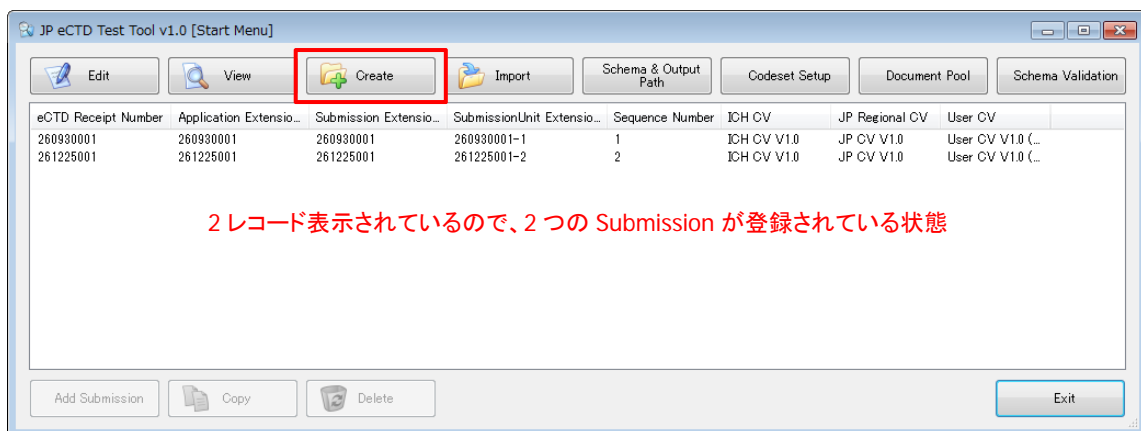 JP eCTD Test Tool v1.0 [Start Menu]
Edit View Create Import Schema & Output Path Codeset Setup Document Pool Schema Validation
eCTD Receipt Number Application Extensio... Submission Extensio... SubmissionUnit Extensio... Sequence Number ICH CV JP Regional CV User CV
260930001 260930001 260930001 260930001-1 1 ICH CV V1.0 JP CV V1.0 User CV V1.0 (...
261225001 261225001 261225001 261225001-2 2 ICH CV V1.0 JP CV V1.0 User CV V1.0 (...
2 レコード表示されているので、2 つの Submission が登録されている状態
Add Submission Copy Delete Exit